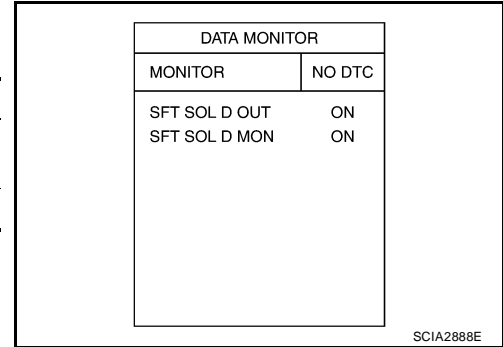 DATA MONITOR
MONITOR NO DTC
SFT SOL D OUT ON
SFT SOL D MON ON
SCIA2888E